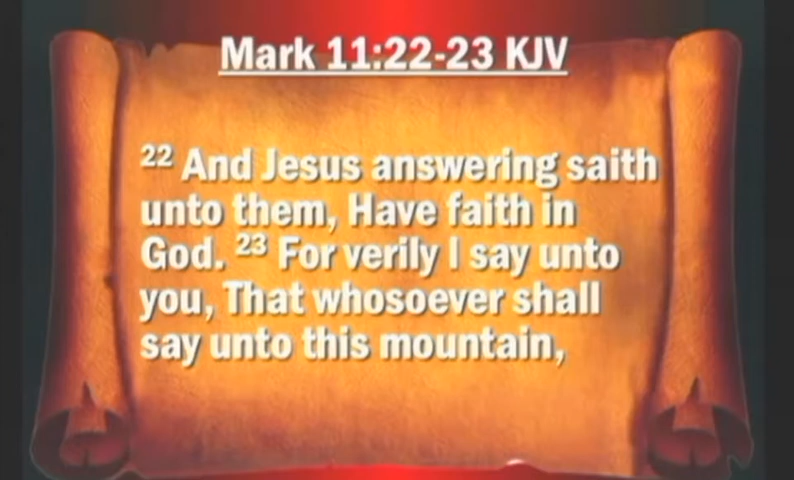 Mark 11:22-23 KJV
22 And Jesus answering saith
unto them, Have faith in
God. 23 For verily I say unto
you, That whosoever shall
say unto this mountain,